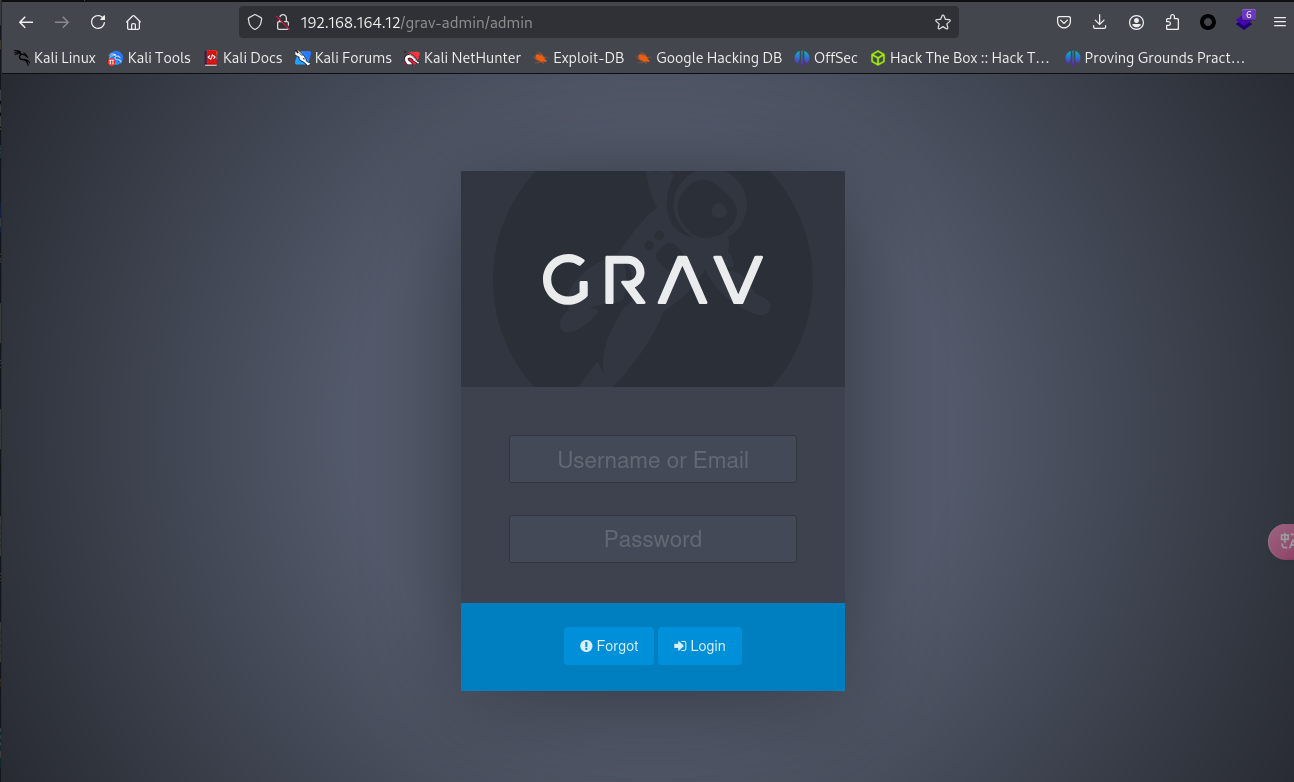 192.168.164.12/grav-admin/admin
6
Kali Linux Kali Tools Kali Docs Kali Forums Kali NetHunter Exploit-DB Google Hacking DB OffSec Hack The Box :: Hack T… Proving Grounds Pract…
GRAV
Username or Email
Password
Forgot Login
中